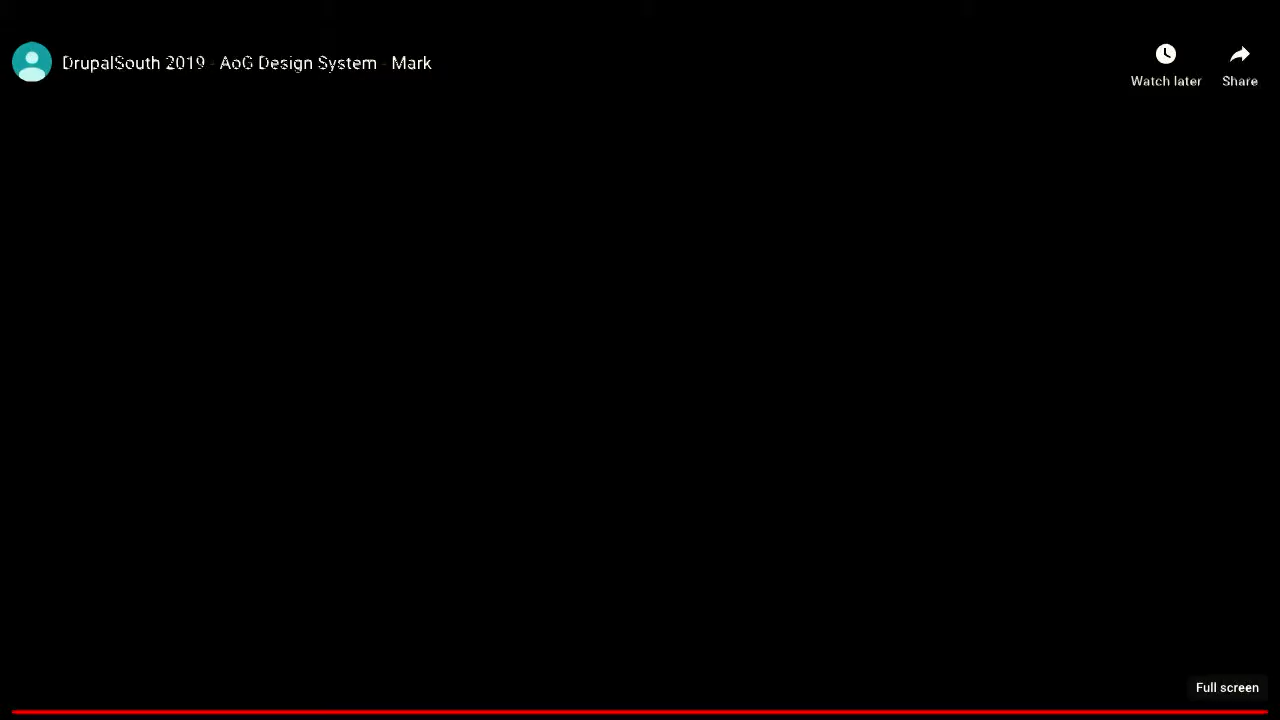 DrupalSouth 2019 - AoG Design System - Mark
Watch later
Share
Full screen